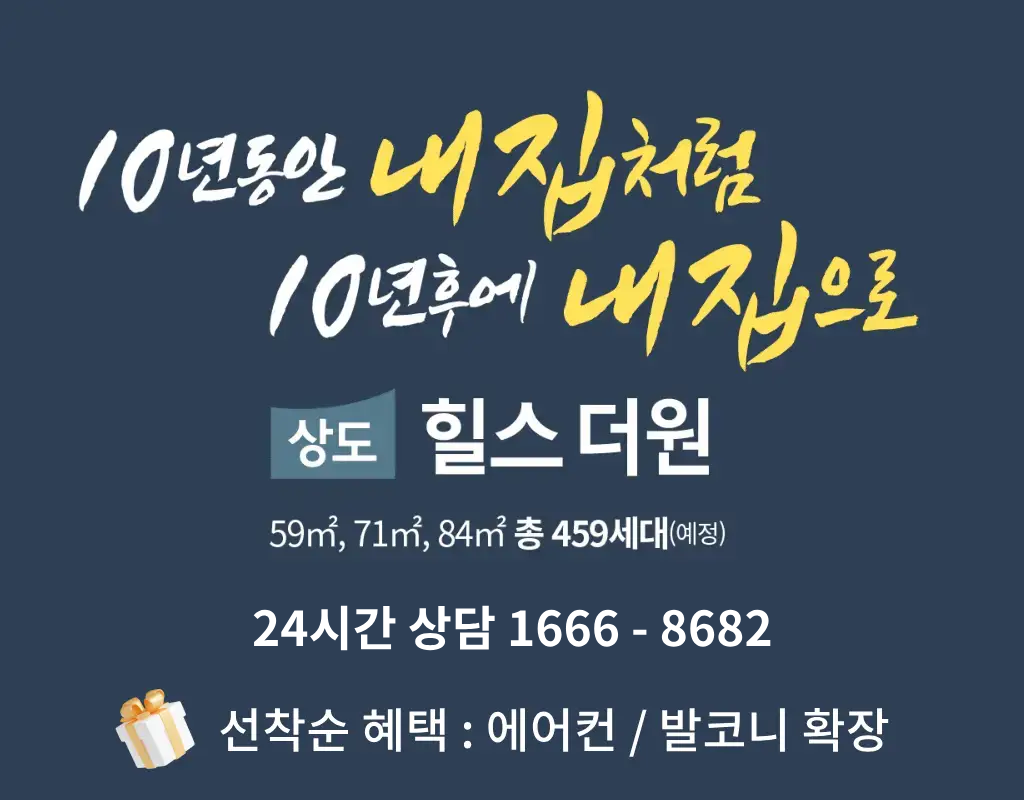 10년동안 내 집처럼
10년후에 내 집으로
상도 힐스 더원
59㎡, 71㎡, 84㎡ 총 459세대(예정)
24시간 상담 1666 - 8682
선착순 혜택 : 에어컨 / 발코니 확장